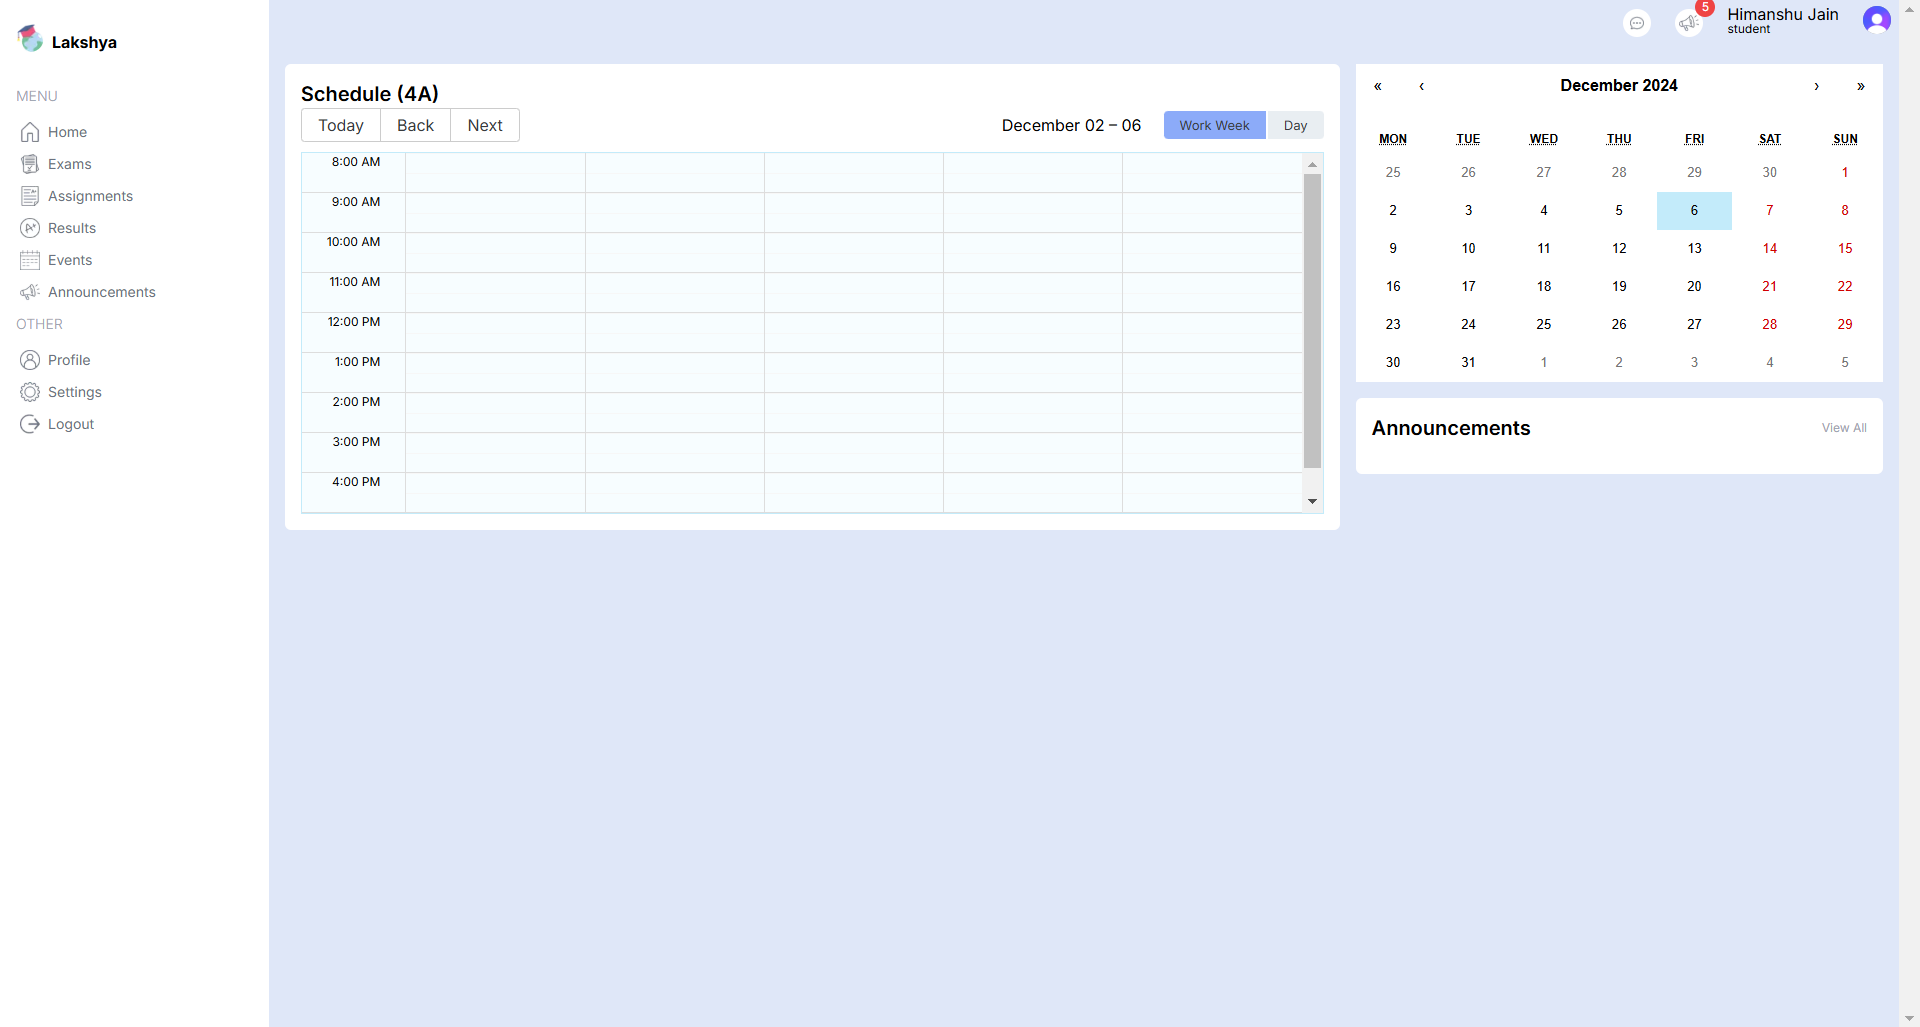 Lakshya
MENU
Home
Exams
Assignments
Results
Events
Announcements
OTHER
Profile
Settings
Logout
5
Himanshu Jain
student
Schedule (4A)
Today Back Next
December 02 – 06
Work Week Day
8:00 AM
9:00 AM
10:00 AM
11:00 AM
12:00 PM
1:00 PM
2:00 PM
3:00 PM
4:00 PM
« ‹ December 2024 › »
MON TUE WED THU FRI SAT SUN
25 26 27 28 29 30 1
2 3 4 5 6 7 8
9 10 11 12 13 14 15
16 17 18 19 20 21 22
23 24 25 26 27 28 29
30 31 1 2 3 4 5
Announcements
View All